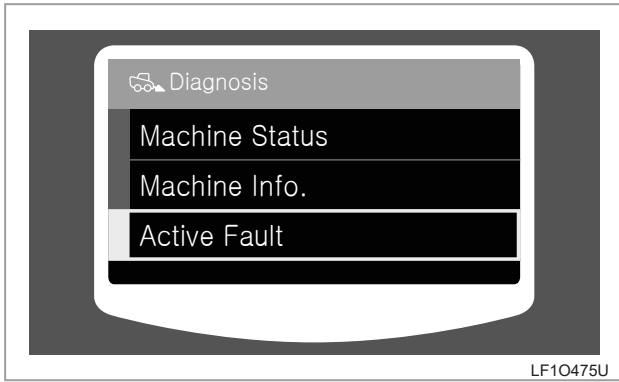 Diagnosis
Machine Status
Machine Info.
Active Fault
LF1O475U